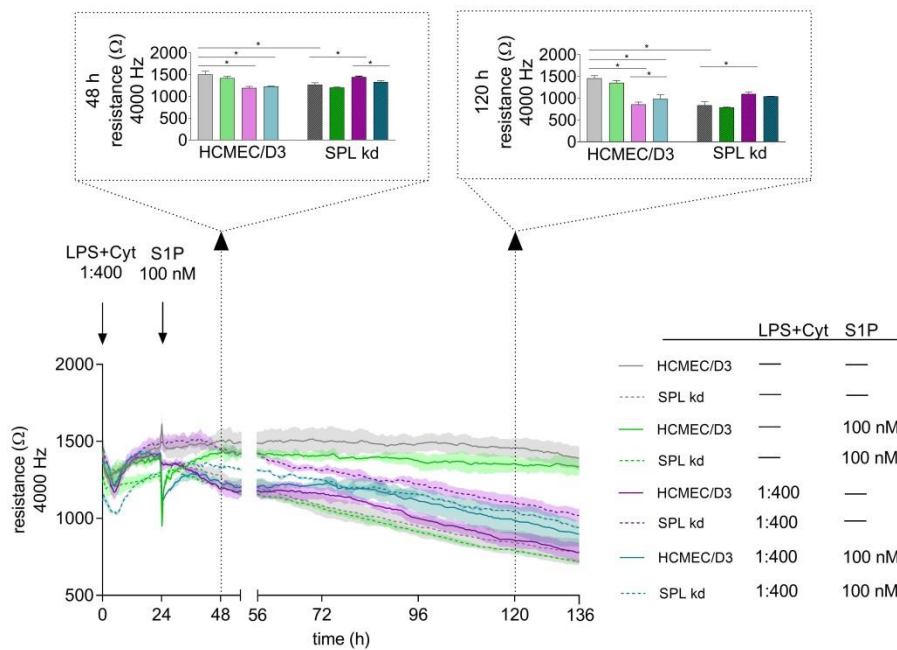 48 h
resistance (Ω)
4000 Hz
2000
1500
1000
500
0
* * * * * *
HCMEC/D3 SPL kd
120 h
resistance (Ω)
4000 Hz
2000
1500
1000
500
0
* * * * * *
HCMEC/D3 SPL kd
LPS+Cyt S1P
1:400 100 nM
resistance (Ω)
4000 Hz
2000
1500
1000
500
0 24 48 56 72 96 120 136
time (h)
LPS+Cyt S1P
HCMEC/D3 — —
SPL kd — —
HCMEC/D3 — 100 nM
SPL kd — 100 nM
HCMEC/D3 1:400 —
SPL kd 1:400 —
HCMEC/D3 1:400 100 nM
SPL kd 1:400 100 nM